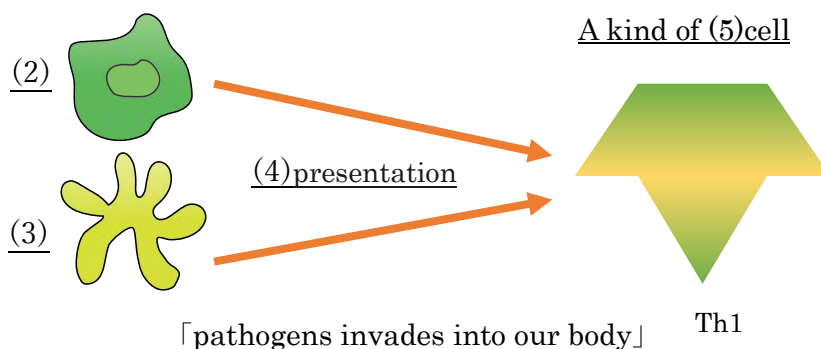 A kind of (5)cell
(2)
(4)presentation
(3)
Th1
「pathogens invades into our body」